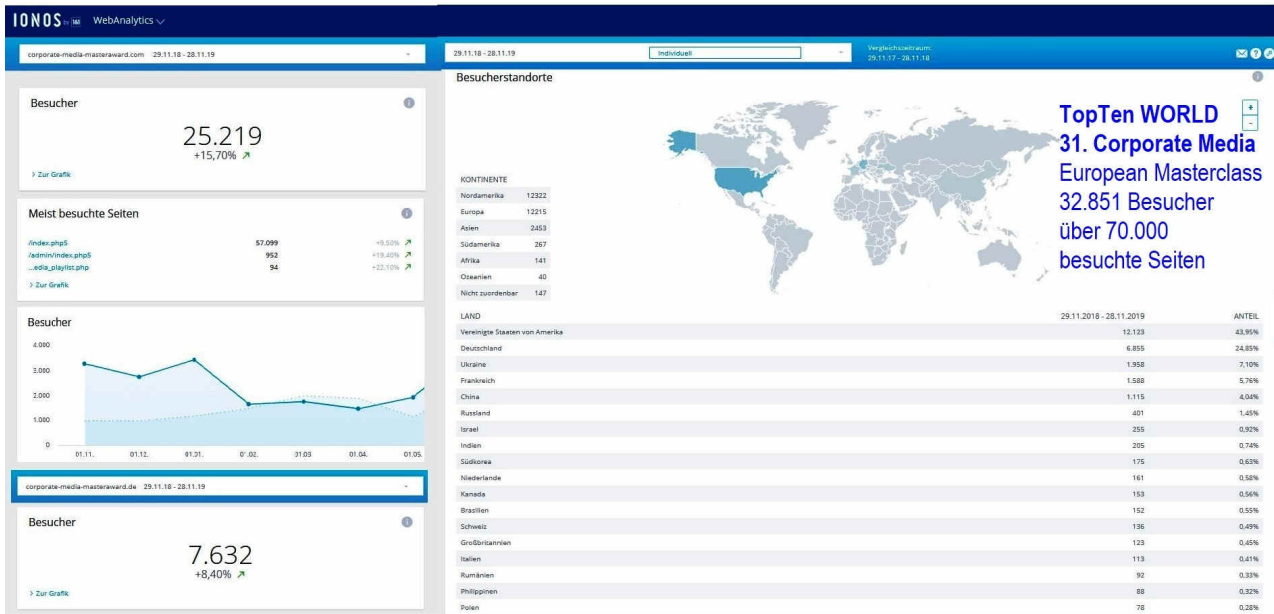 IONOS by 1&1 WebAnalytics
corporate-media-masteraward.com 29.11.18 - 28.11.19
Besucher
25.219
+15,70%
> Zur Grafik
Meist besuchte Seiten
/index.php5 57.099 +9,50%
/admin/index.php5 952 +19,40%
...edia_playlist.php 94 +22,10%
> Zur Grafik
Besucher
4.000
3.000
2.000
1.000
0
01.11. 01.12. 01.01. 01.02. 01.03. 01.04. 01.05.
corporate-media-masteraward.de 29.11.18 - 28.11.19
Besucher
7.632
+8,40%
> Zur Grafik
29.11.18 - 28.11.19 Individuell
Vergleichszeitraum:
29.11.17 - 28.11.18
Besucherstandorte
+
-
TopTen WORLD
31. Corporate Media
European Masterclass
32.851 Besucher
über 70.000
besuchte Seiten
KONTINENTE
Nordamerika 12322
Europa 12215
Asien 2453
Südamerika 267
Afrika 141
Ozeanien 40
Nicht zuordenbar 147
LAND 29.11.2018 - 28.11.2019 ANTEIL
Vereinigte Staaten von Amerika 12.123 43,95%
Deutschland 6.855 24,85%
Ukraine 1.958 7,10%
Frankreich 1.588 5,76%
China 1.115 4,04%
Russland 401 1,45%
Israel 255 0,92%
Indien 205 0,74%
Südkorea 175 0,63%
Niederlande 161 0,58%
Kanada 153 0,56%
Brasilien 152 0,55%
Schweiz 136 0,49%
Großbritannien 123 0,45%
Italien 113 0,41%
Rumänien 92 0,33%
Philippinen 88 0,32%
Polen 78 0,28%